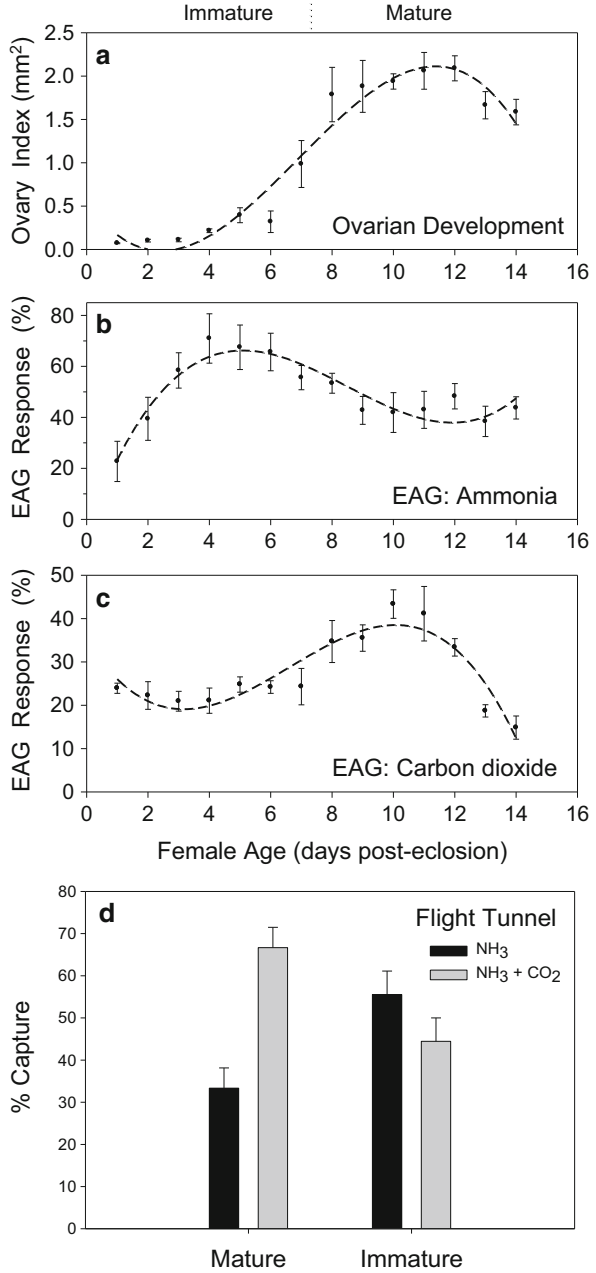 Immature Mature
a
Ovary Index (mm²)
2.5
2.0
1.5
1.0
0.5
0.0
Ovarian Development
0 2 4 6 8 10 12 14 16
b
EAG Response (%)
80
60
40
20
0
EAG: Ammonia
0 2 4 6 8 10 12 14 16
c
EAG Response (%)
50
40
30
20
10
0
EAG: Carbon dioxide
0 2 4 6 8 10 12 14 16
Female Age (days post-eclosion)
d
% Capture
80
70
60
50
40
30
20
10
0
Flight Tunnel
NH₃
NH₃ + CO₂
Mature Immature